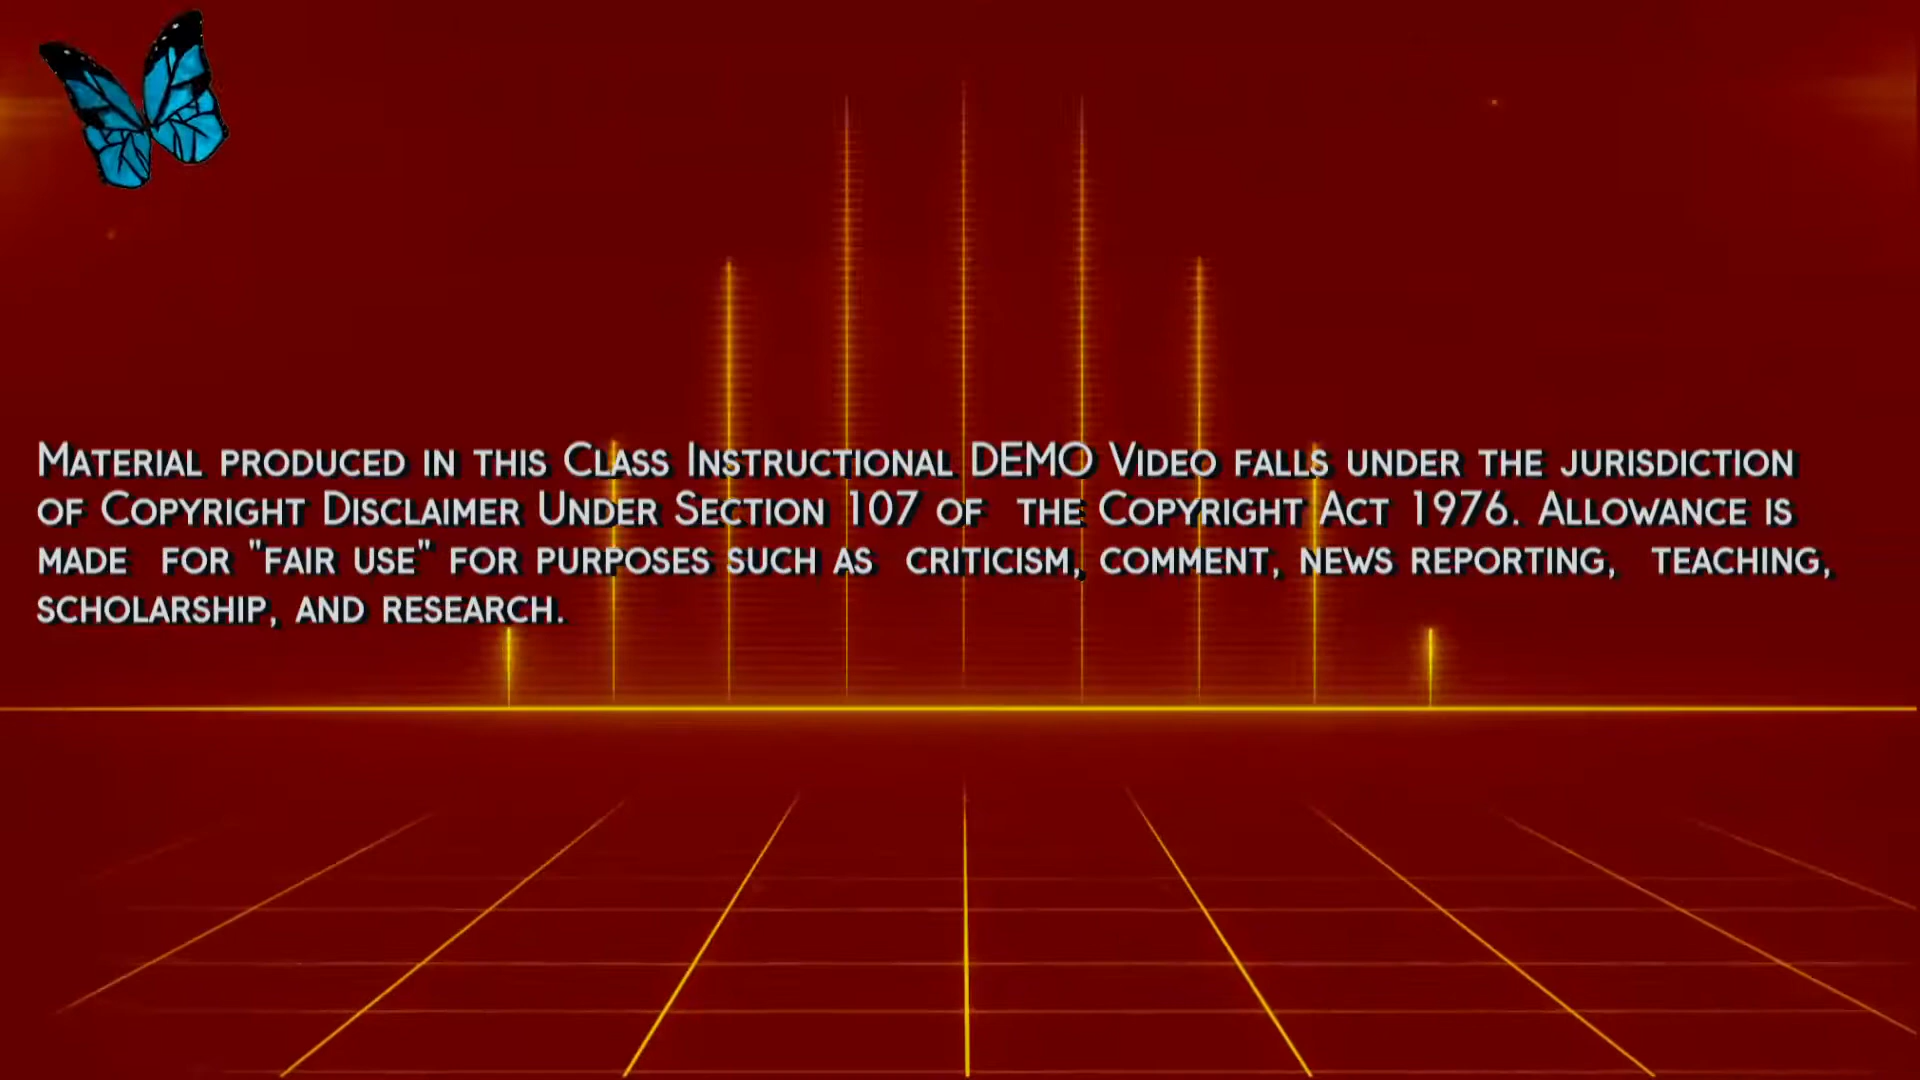 Material produced in this Class Instructional DEMO Video falls under the jurisdiction
of Copyright Disclaimer Under Section 107 of the Copyright Act 1976. Allowance is
made for "fair use" for purposes such as criticism, comment, news reporting, teaching,
scholarship, and research.